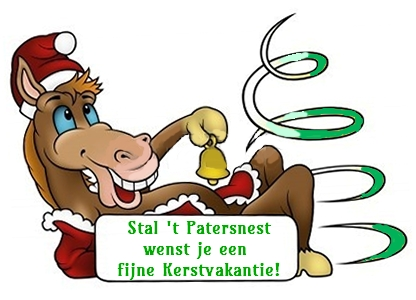 Stal 't Patersnest
wenst je een
fijne Kerstvakantie!